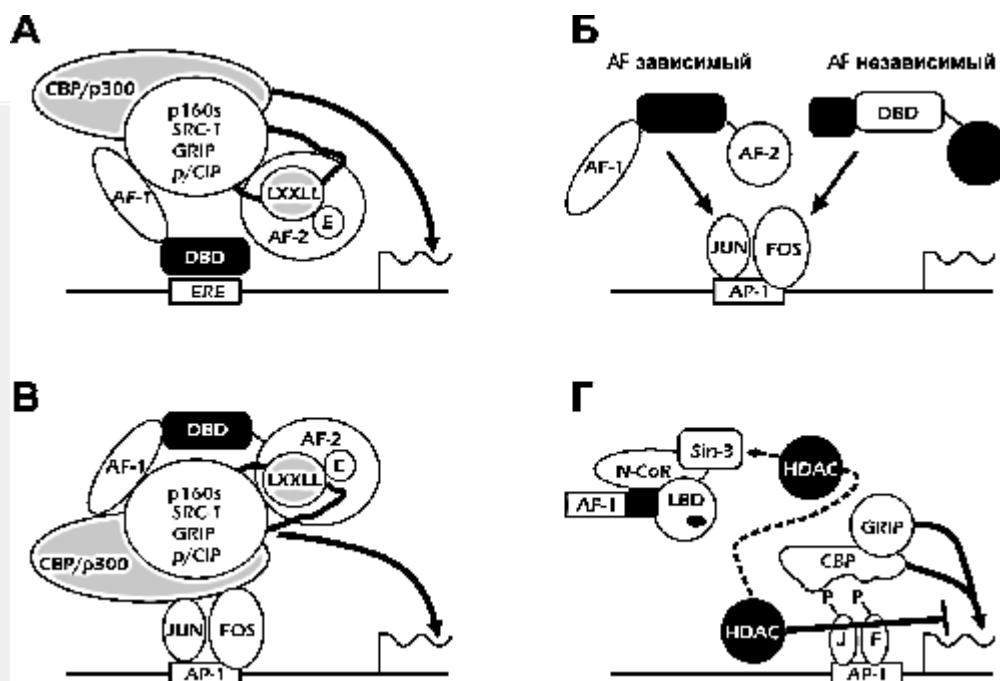 А
CBP/p300
p160s
SRC-T
GRIP
p/CIP
AF-1
LXXLL
AF-2
E
DBD
ERE
Б
AF зависимый
AF независимый
AF-1
AF-2
DBD
JUN
FOS
AP-1
В
DBD
AF-1
AF-2
LXXLL
p160s
SRC T
GRIP
p/CIP
CBP/p300
JUN
FOS
AP-1
Г
Sin-3
HDAC
N-CoR
AF-1
LBD
GRIP
CBP
P P
HDAC
J F
AP-1